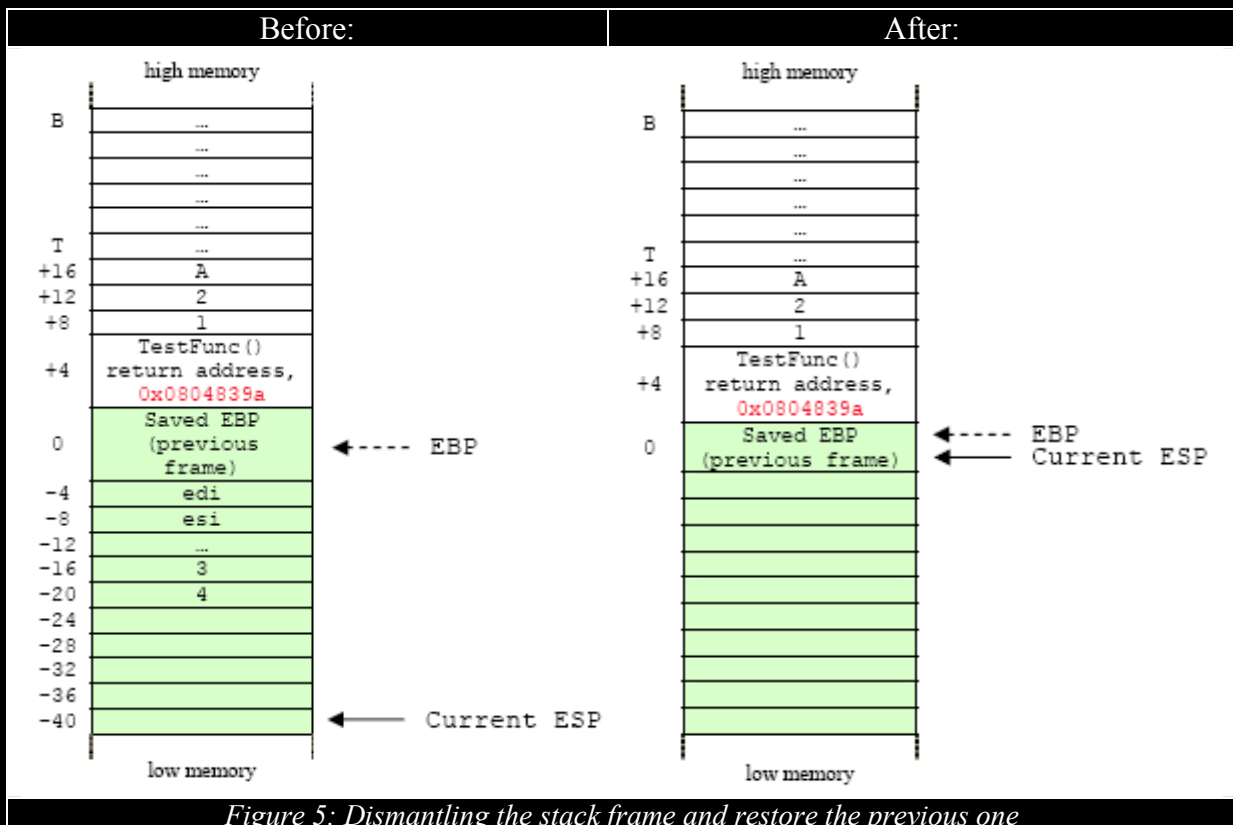 Before:
After:
high memory
B ...
...
...
...
...
T ...
+16 A
+12 2
+8 1
+4 TestFunc()
return address,
0x0804839a
0 Saved EBP
(previous
frame)
EBP
-4 edi
-8 esi
-12 ...
-16 3
-20 4
-24
-28
-32
-36
-40
Current ESP
low memory
high memory
B ...
...
...
...
...
T ...
+16 A
+12 2
+8 1
+4 TestFunc()
return address,
0x0804839a
0 Saved EBP
(previous frame)
EBP
Current ESP
low memory
Figure 5: Dismantling the stack frame and restore the previous one